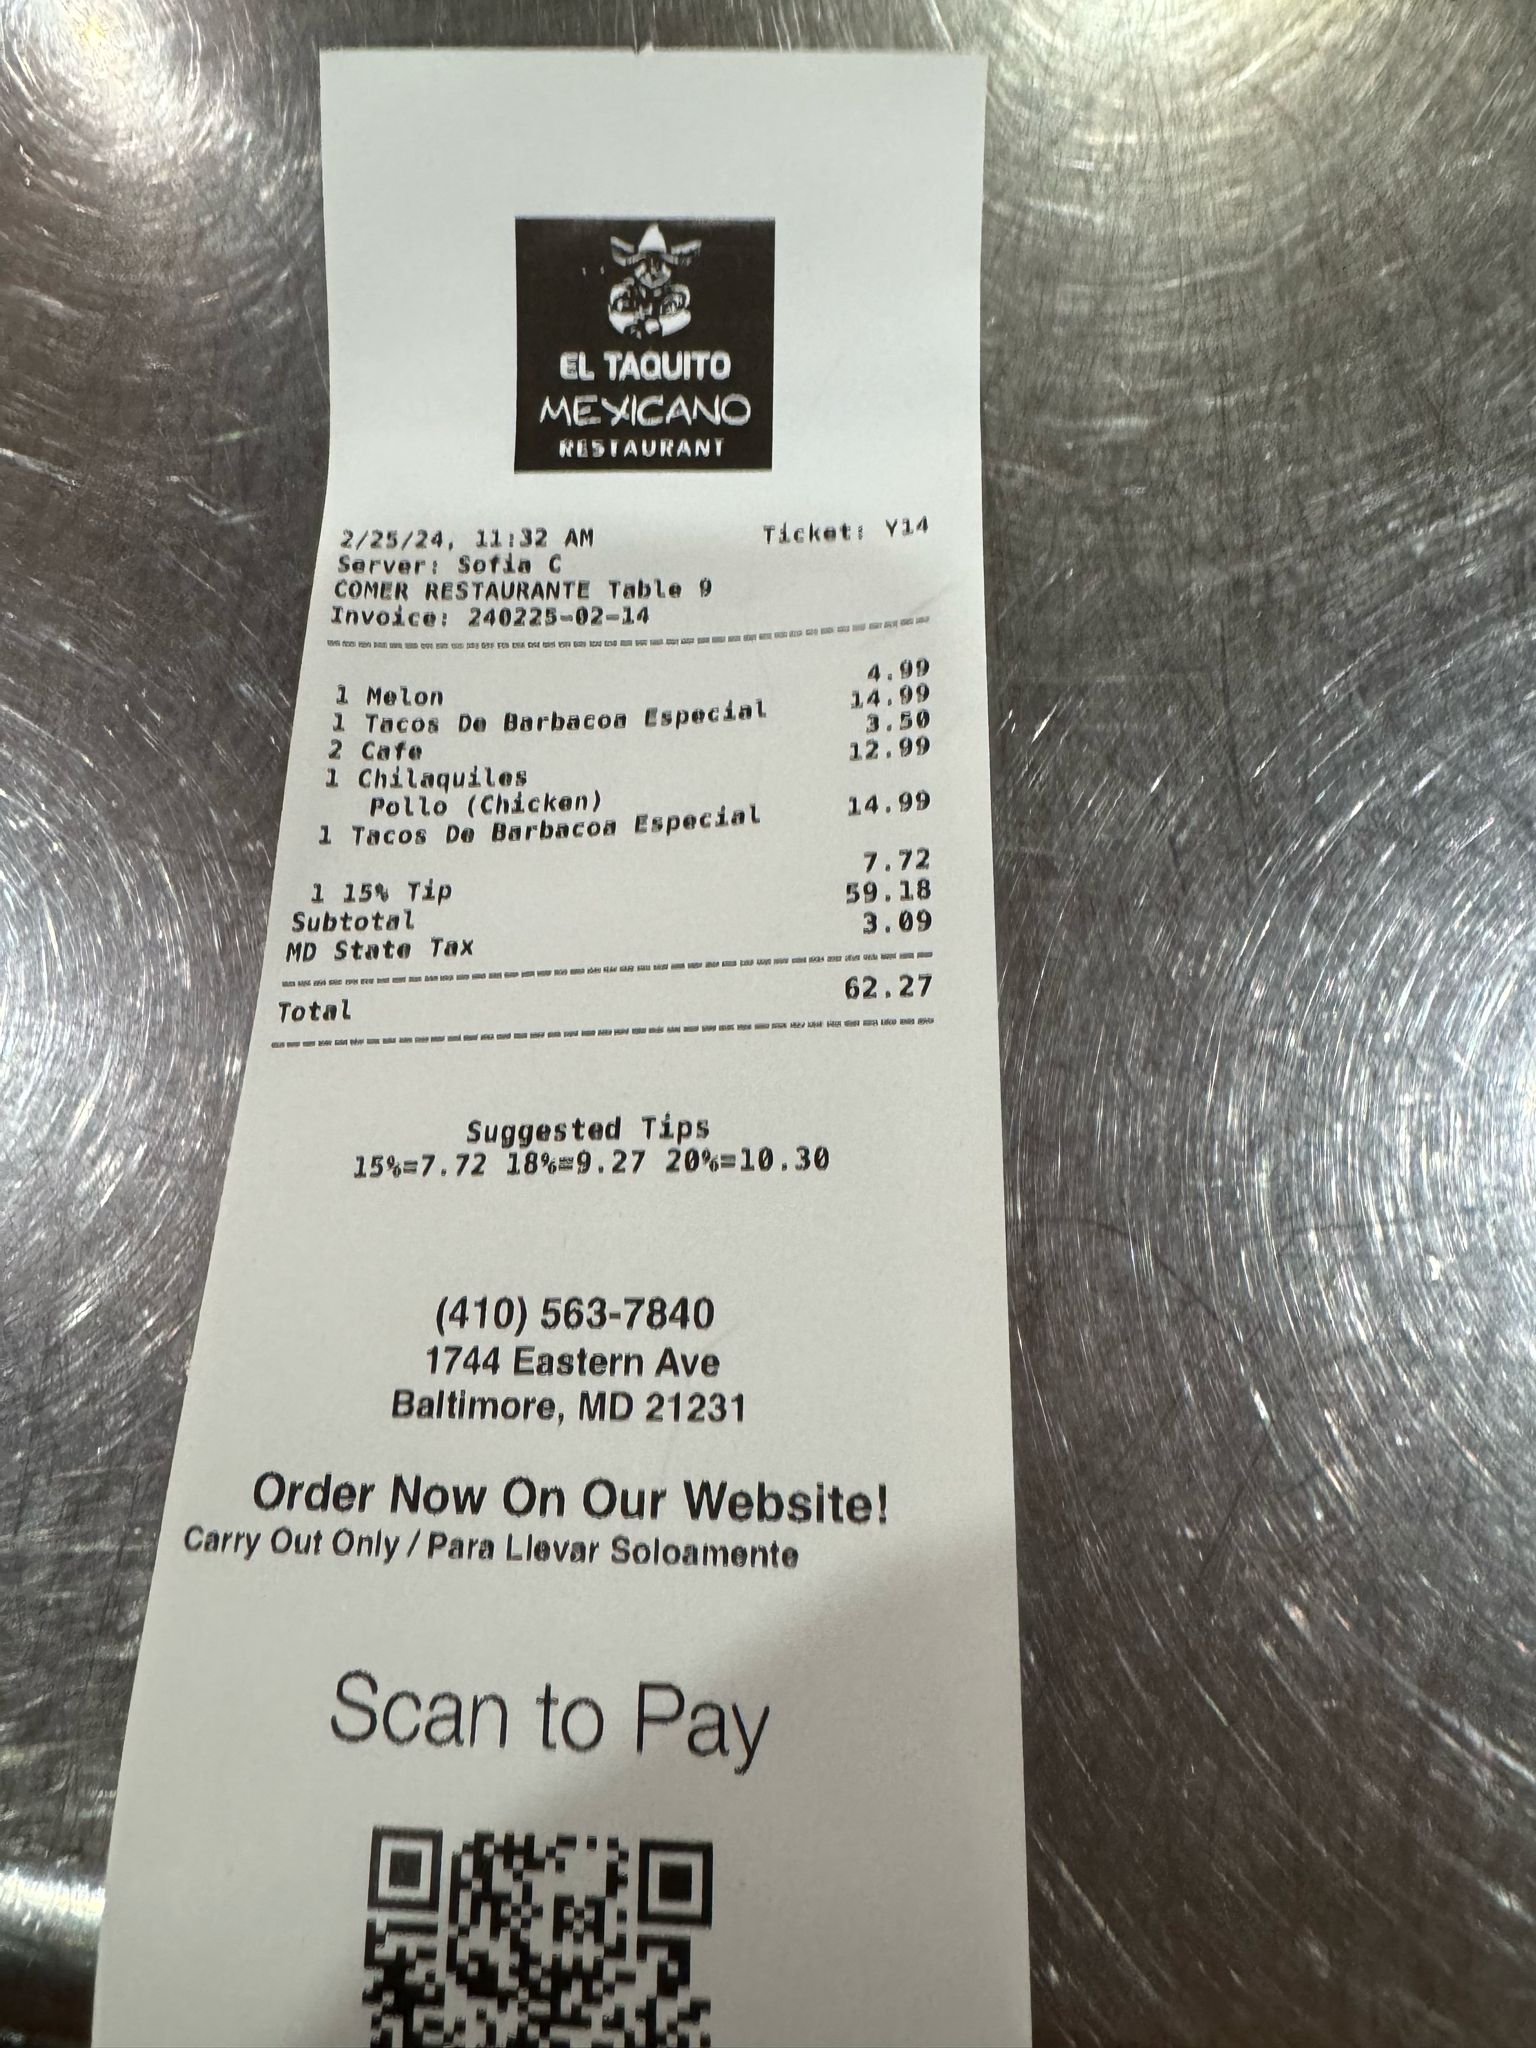 EL TAQUITO
MEXICANO
RESTAURANT
2/25/24, 11:32 AM Ticket: Y14
Server: Sofia C
COMER RESTAURANTE Table 9
Invoice: 240225-02-14
1 Melon 4.99
1 Tacos De Barbacoa Especial 14.99
2 Cafe 3.50
1 Chilaquiles 12.99
Pollo (Chicken)
1 Tacos De Barbacoa Especial 14.99
1 15% Tip 7.72
Subtotal 59.18
MD State Tax 3.09
Total 62.27
Suggested Tips
15%=7.72 18%=9.27 20%=10.30
(410) 563-7840
1744 Eastern Ave
Baltimore, MD 21231
Order Now On Our Website!
Carry Out Only / Para Llevar Soloamente
Scan to Pay